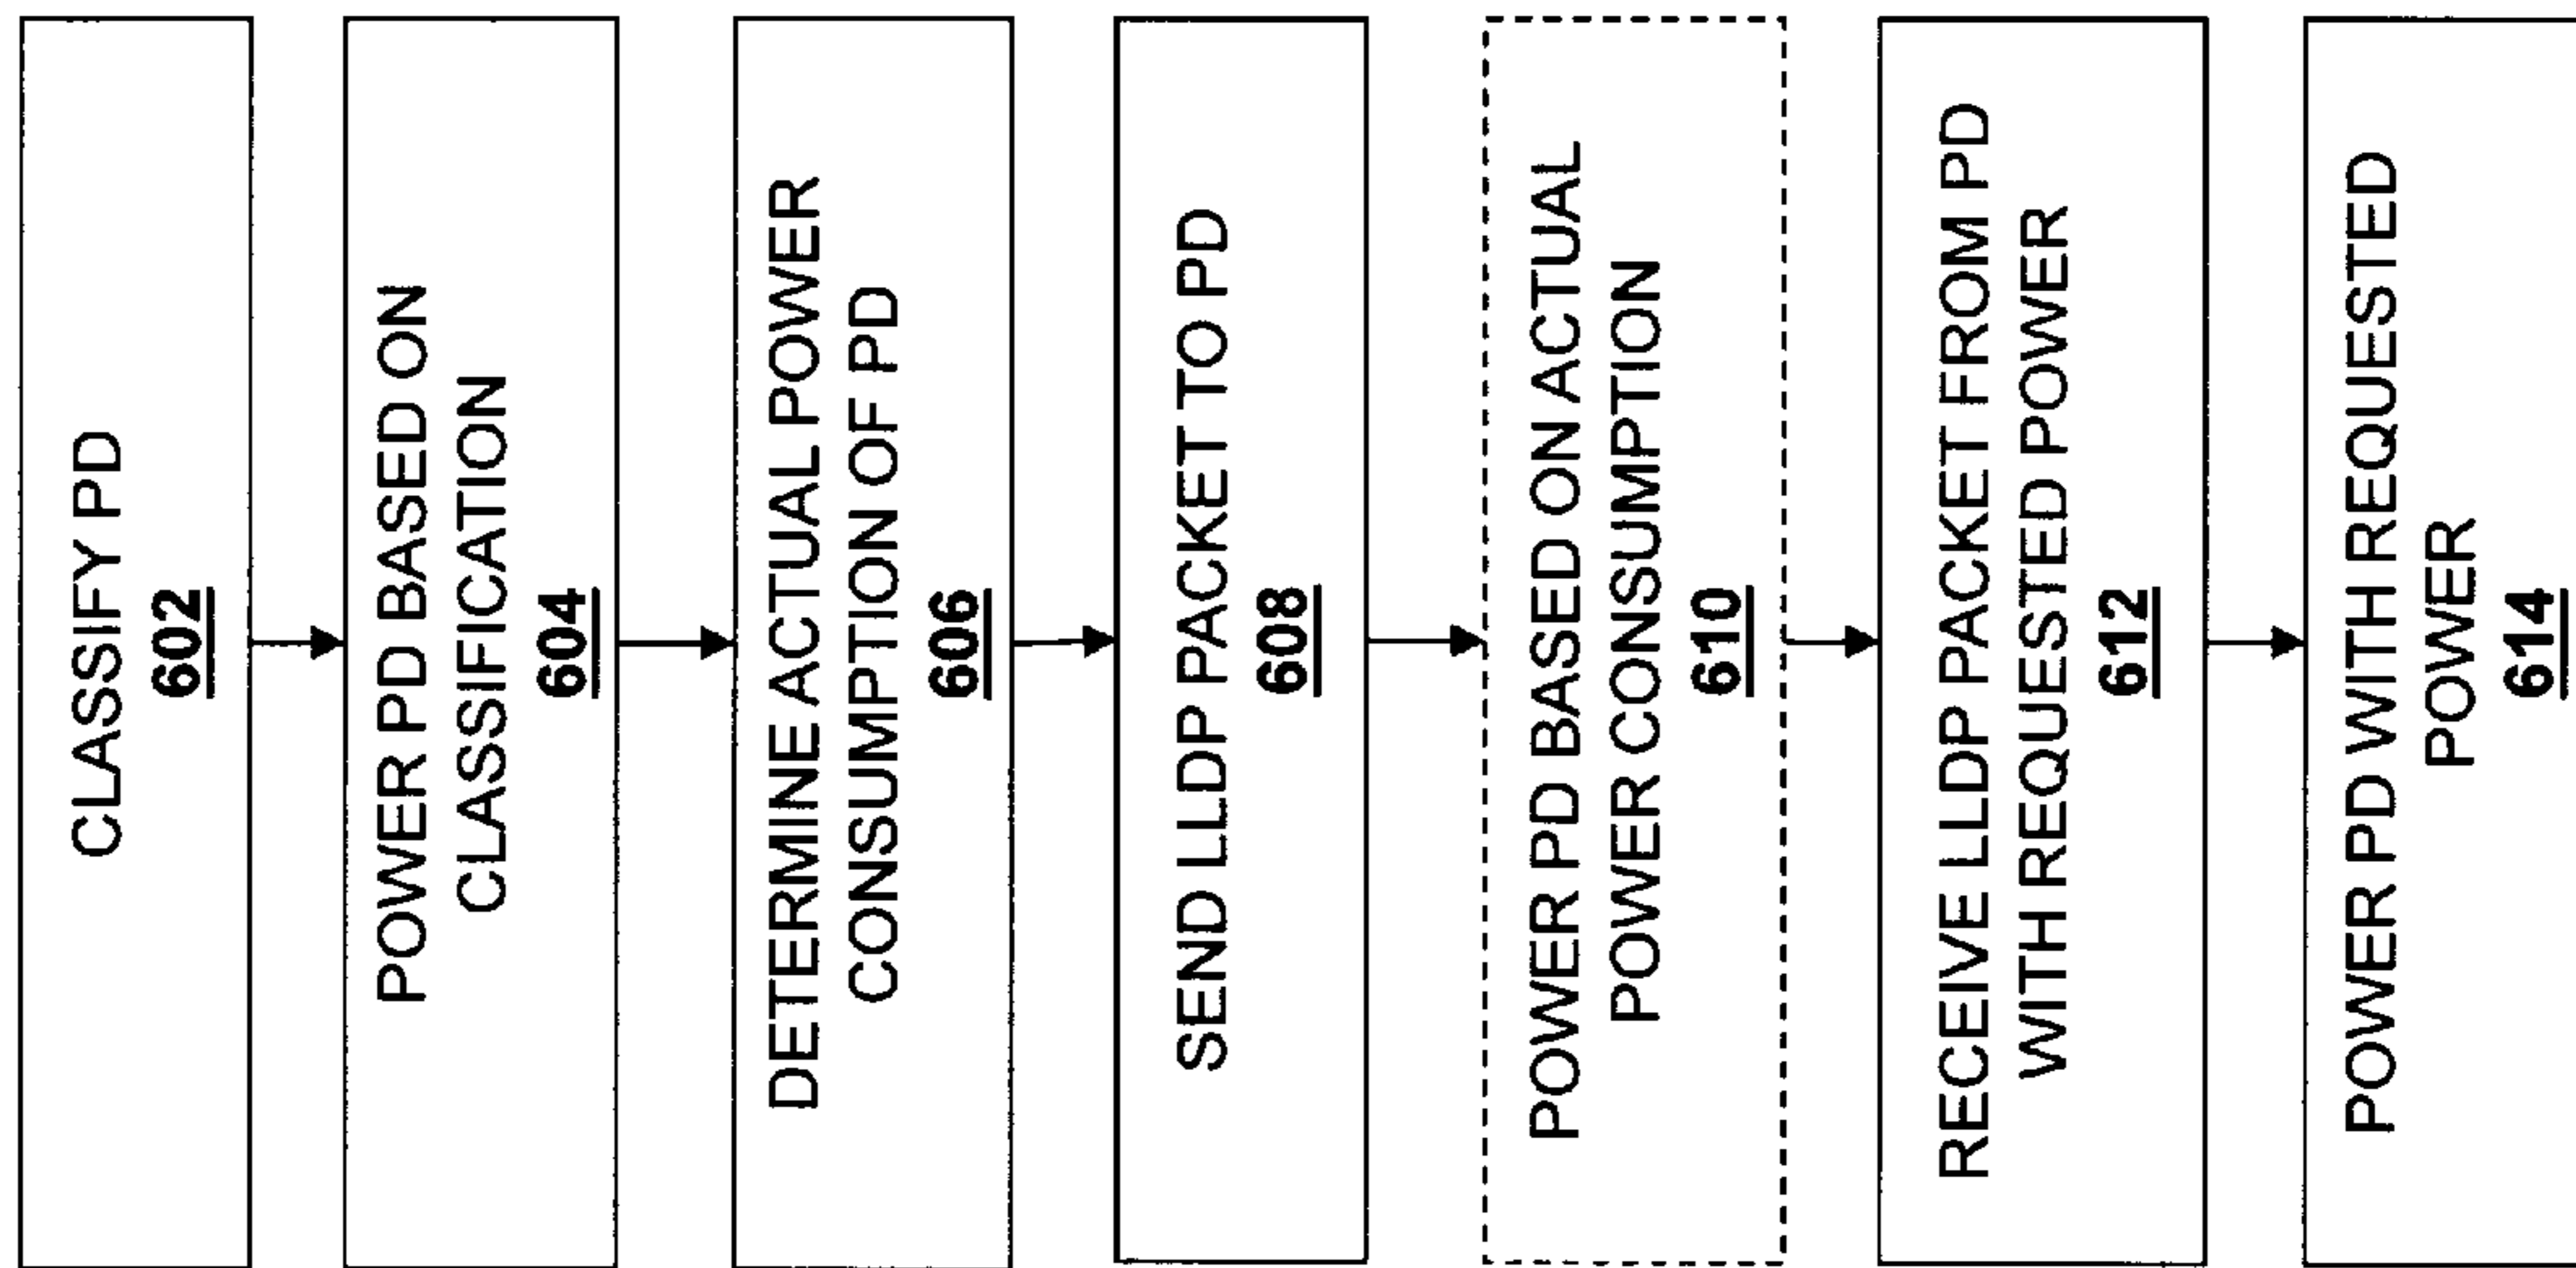 CLASSIFY PD
602
POWER PD BASED ON
CLASSIFICATION
604
DETERMINE ACTUAL POWER
CONSUMPTION OF PD
606
SEND LLDP PACKET TO PD
608
POWER PD BASED ON ACTUAL
POWER CONSUMPTION
610
RECEIVE LLDP PACKET FROM PD
WITH REQUESTED POWER
612
POWER PD WITH REQUESTED
POWER
614